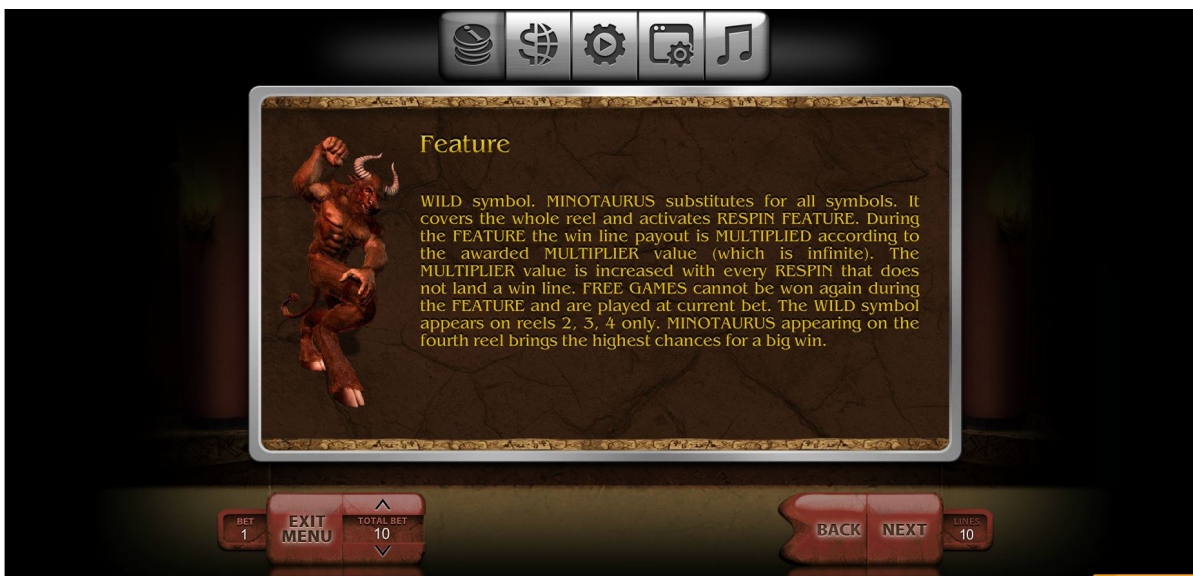 Feature
WILD symbol. MINOTAURUS substitutes for all symbols. It
covers the whole reel and activates RESPIN FEATURE. During
the FEATURE the win line payout is MULTIPLIED according to
the awarded MULTIPLIER value (which is infinite). The
MULTIPLIER value is increased with every RESPIN that does
not land a win line. FREE GAMES cannot be won again during
the FEATURE and are played at current bet. The WILD symbol
appears on reels 2, 3, 4 only. MINOTAURUS appearing on the
fourth reel brings the highest chances for a big win.
BET
1
EXIT
MENU
TOTAL BET
10
BACK
NEXT
LINES
10